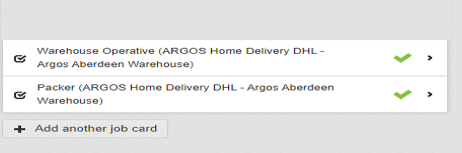 Warehouse Operative (ARGOS Home Delivery DHL -
Argos Aberdeen Warehouse)
Packer (ARGOS Home Delivery DHL - Argos Aberdeen
Warehouse)
Add another job card